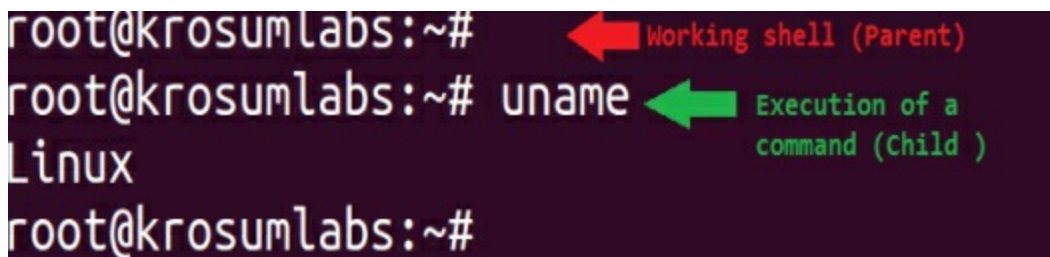 root@krosumlabs:~# Working shell (Parent)
root@krosumlabs:~# uname Execution of a
command (Child )
Linux
root@krosumlabs:~#